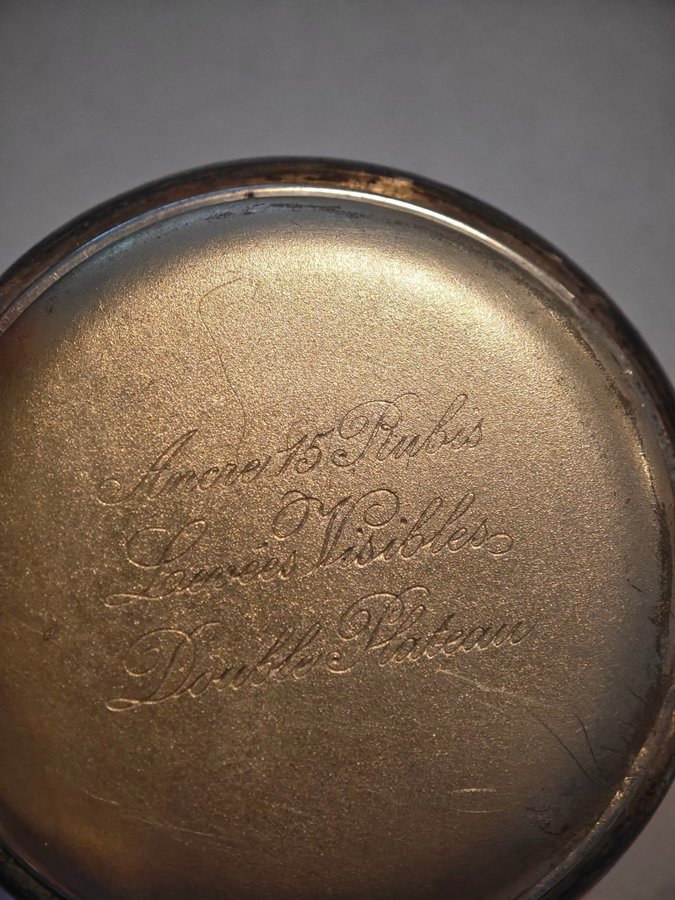 Ancre 15 Rubis
Levées Visibles
Double Plateau